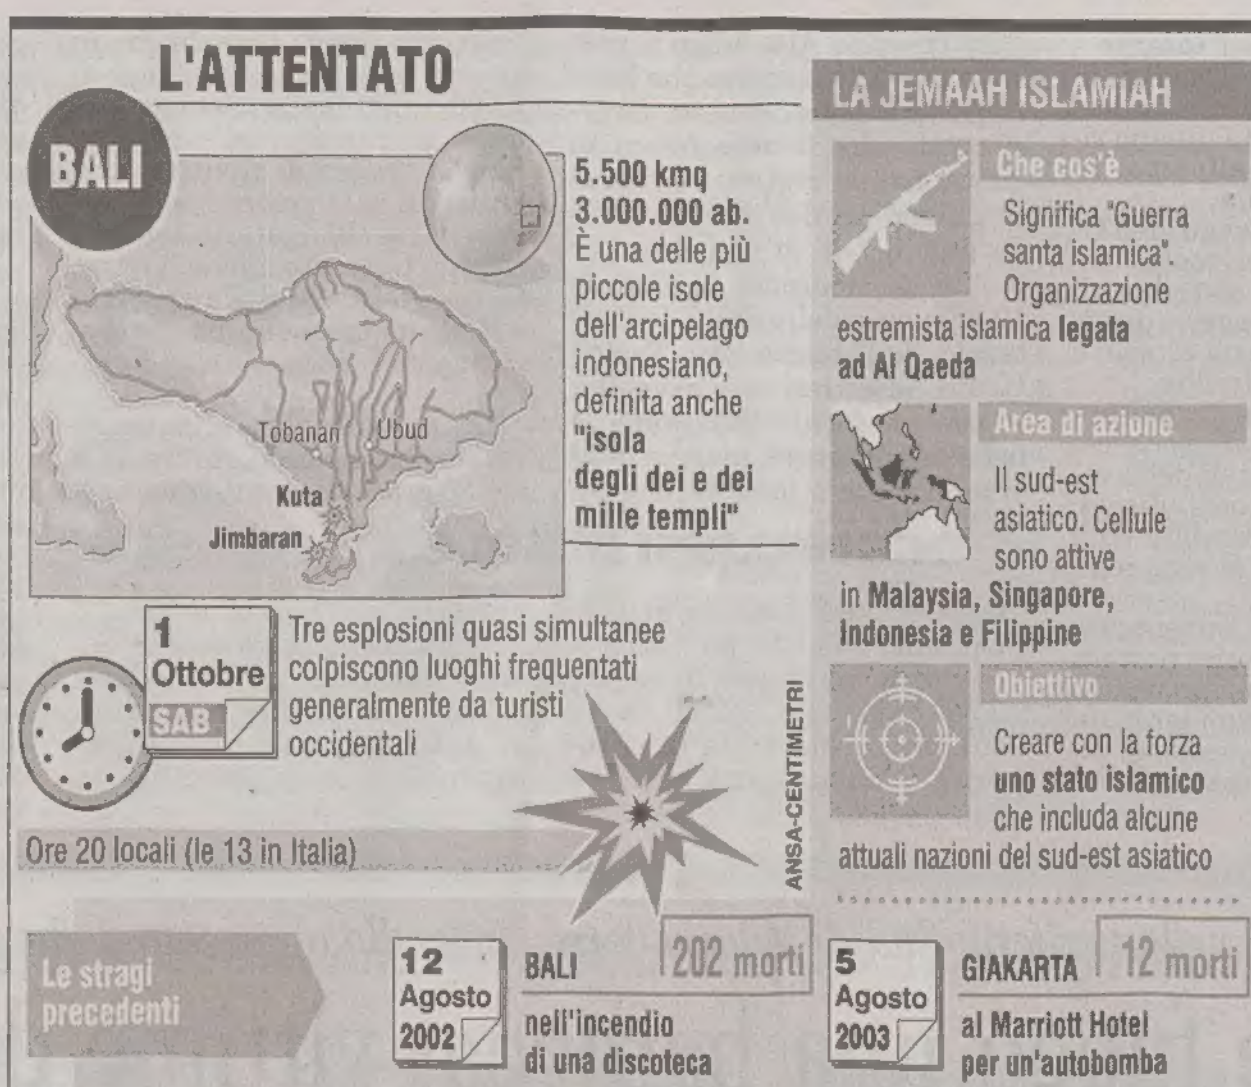 L'ATTENTATO
BALI
5.500 kmq
3.000.000 ab.
È una delle più
piccole isole
dell'arcipelago
indonesiano,
definita anche
"isola
degli dei e dei
mille templi"
Tobanan
Ubud
Kuta
Jimbaran
1
Ottobre
SAB
Tre esplosioni quasi simultanee
colpiscono luoghi frequentati
generalmente da turisti
occidentali
Ore 20 locali (le 13 in Italia)
ANSA-CENTIMETRI
LA JEMAAH ISLAMIAH
Che cos'è
Significa "Guerra
santa islamica".
Organizzazione
estremista islamica legata
ad Al Qaeda
Area di azione
Il sud-est
asiatico. Cellule
sono attive
in Malaysia, Singapore,
Indonesia e Filippine
Obiettivo
Creare con la forza
uno stato islamico
che includa alcune
attuali nazioni del sud-est asiatico
Le stragi
precedenti
12
Agosto
2002
BALI
202 morti
nell'incendio
di una discoteca
5
Agosto
2003
GIAKARTA
12 morti
al Marriott Hotel
per un'autobomba